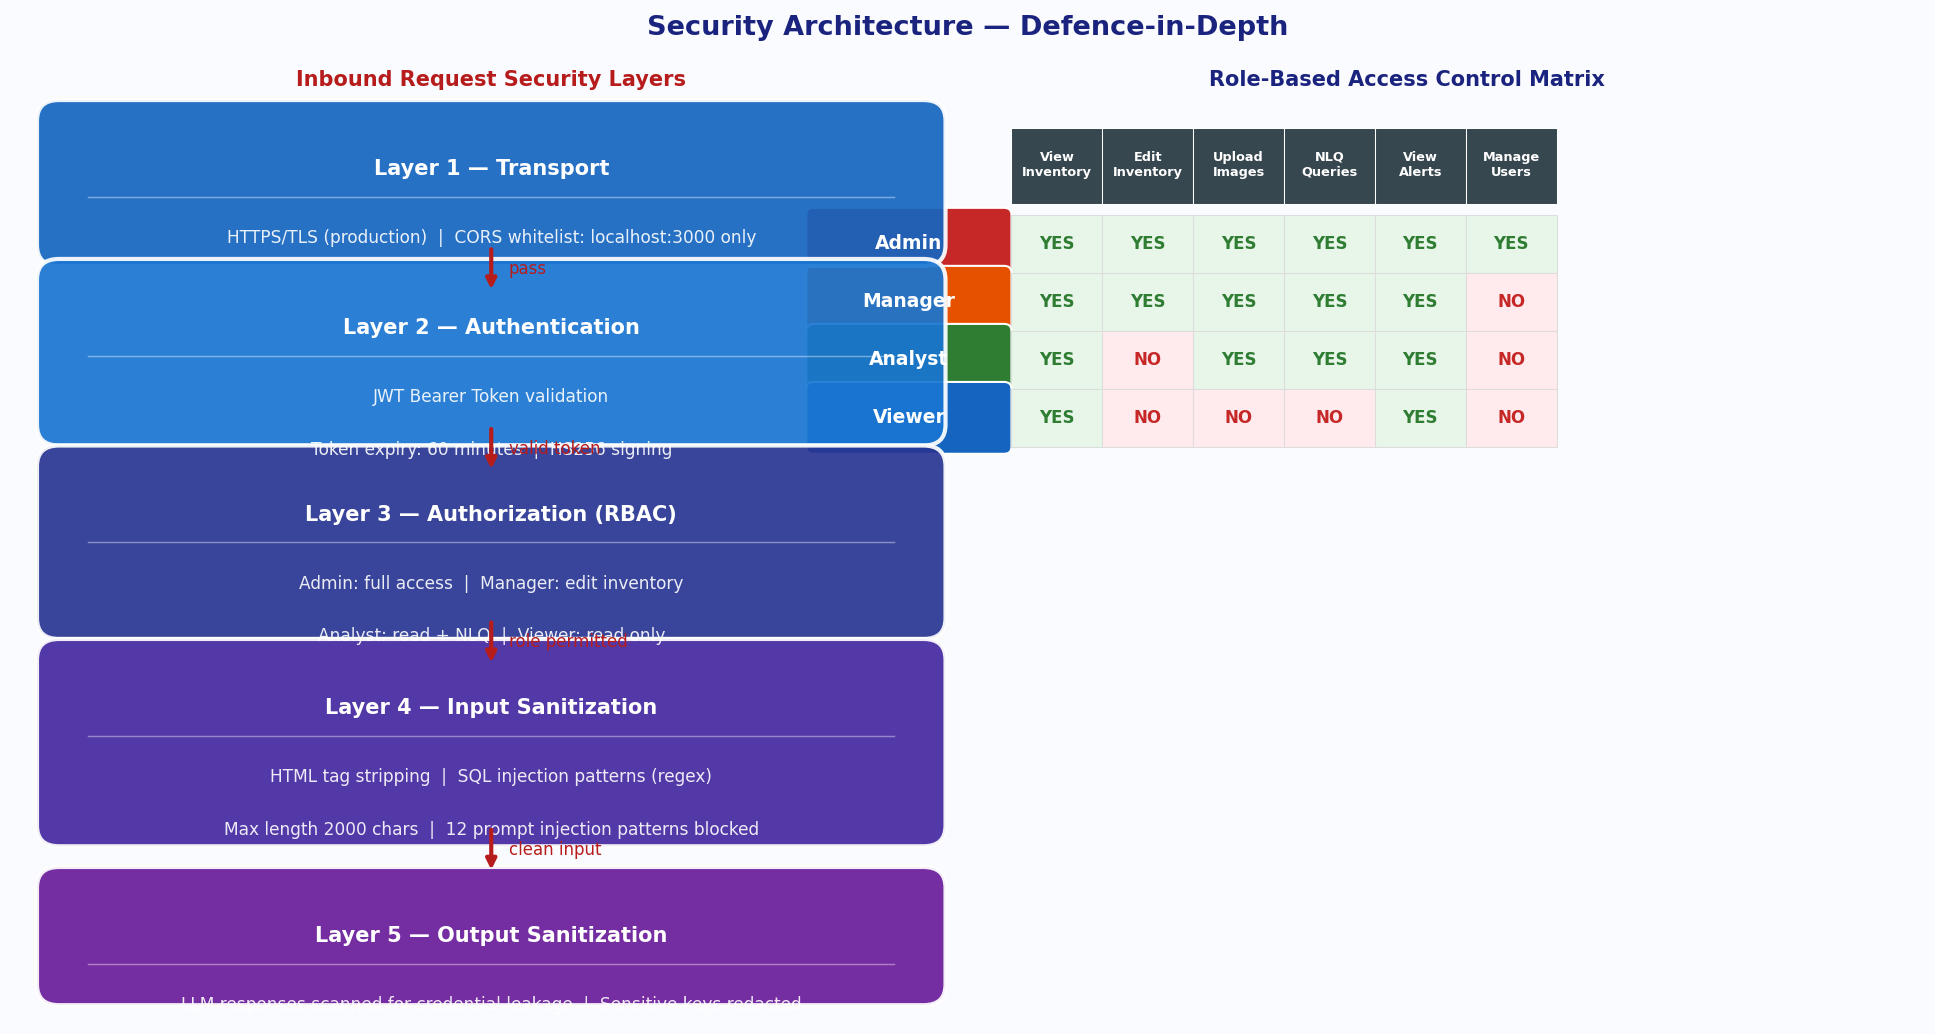 Security Architecture — Defence-in-Depth
Inbound Request Security Layers
Layer 1 — Transport
HTTPS/TLS (production) | CORS whitelist: localhost:3000 only
pass
Layer 2 — Authentication
JWT Bearer Token validation
Token expiry: 60 minutes | signing
valid token
Layer 3 — Authorization (RBAC)
Admin: full access | Manager: edit inventory
Analyst: read + NLQ | Viewer: read only
role permitted
Layer 4 — Input Sanitization
HTML tag stripping | SQL injection patterns (regex)
Max length 2000 chars | 12 prompt injection patterns blocked
clean input
Layer 5 — Output Sanitization
LLM responses scanned for credential leakage | Sensitive keys redacted
Role-Based Access Control Matrix
View Inventory Edit Inventory Upload Images NLQ Queries View Alerts Manage Users
Admin YES YES YES YES YES YES
Manager YES YES YES YES YES NO
Analyst YES NO YES YES YES NO
Viewer YES NO NO NO YES NO